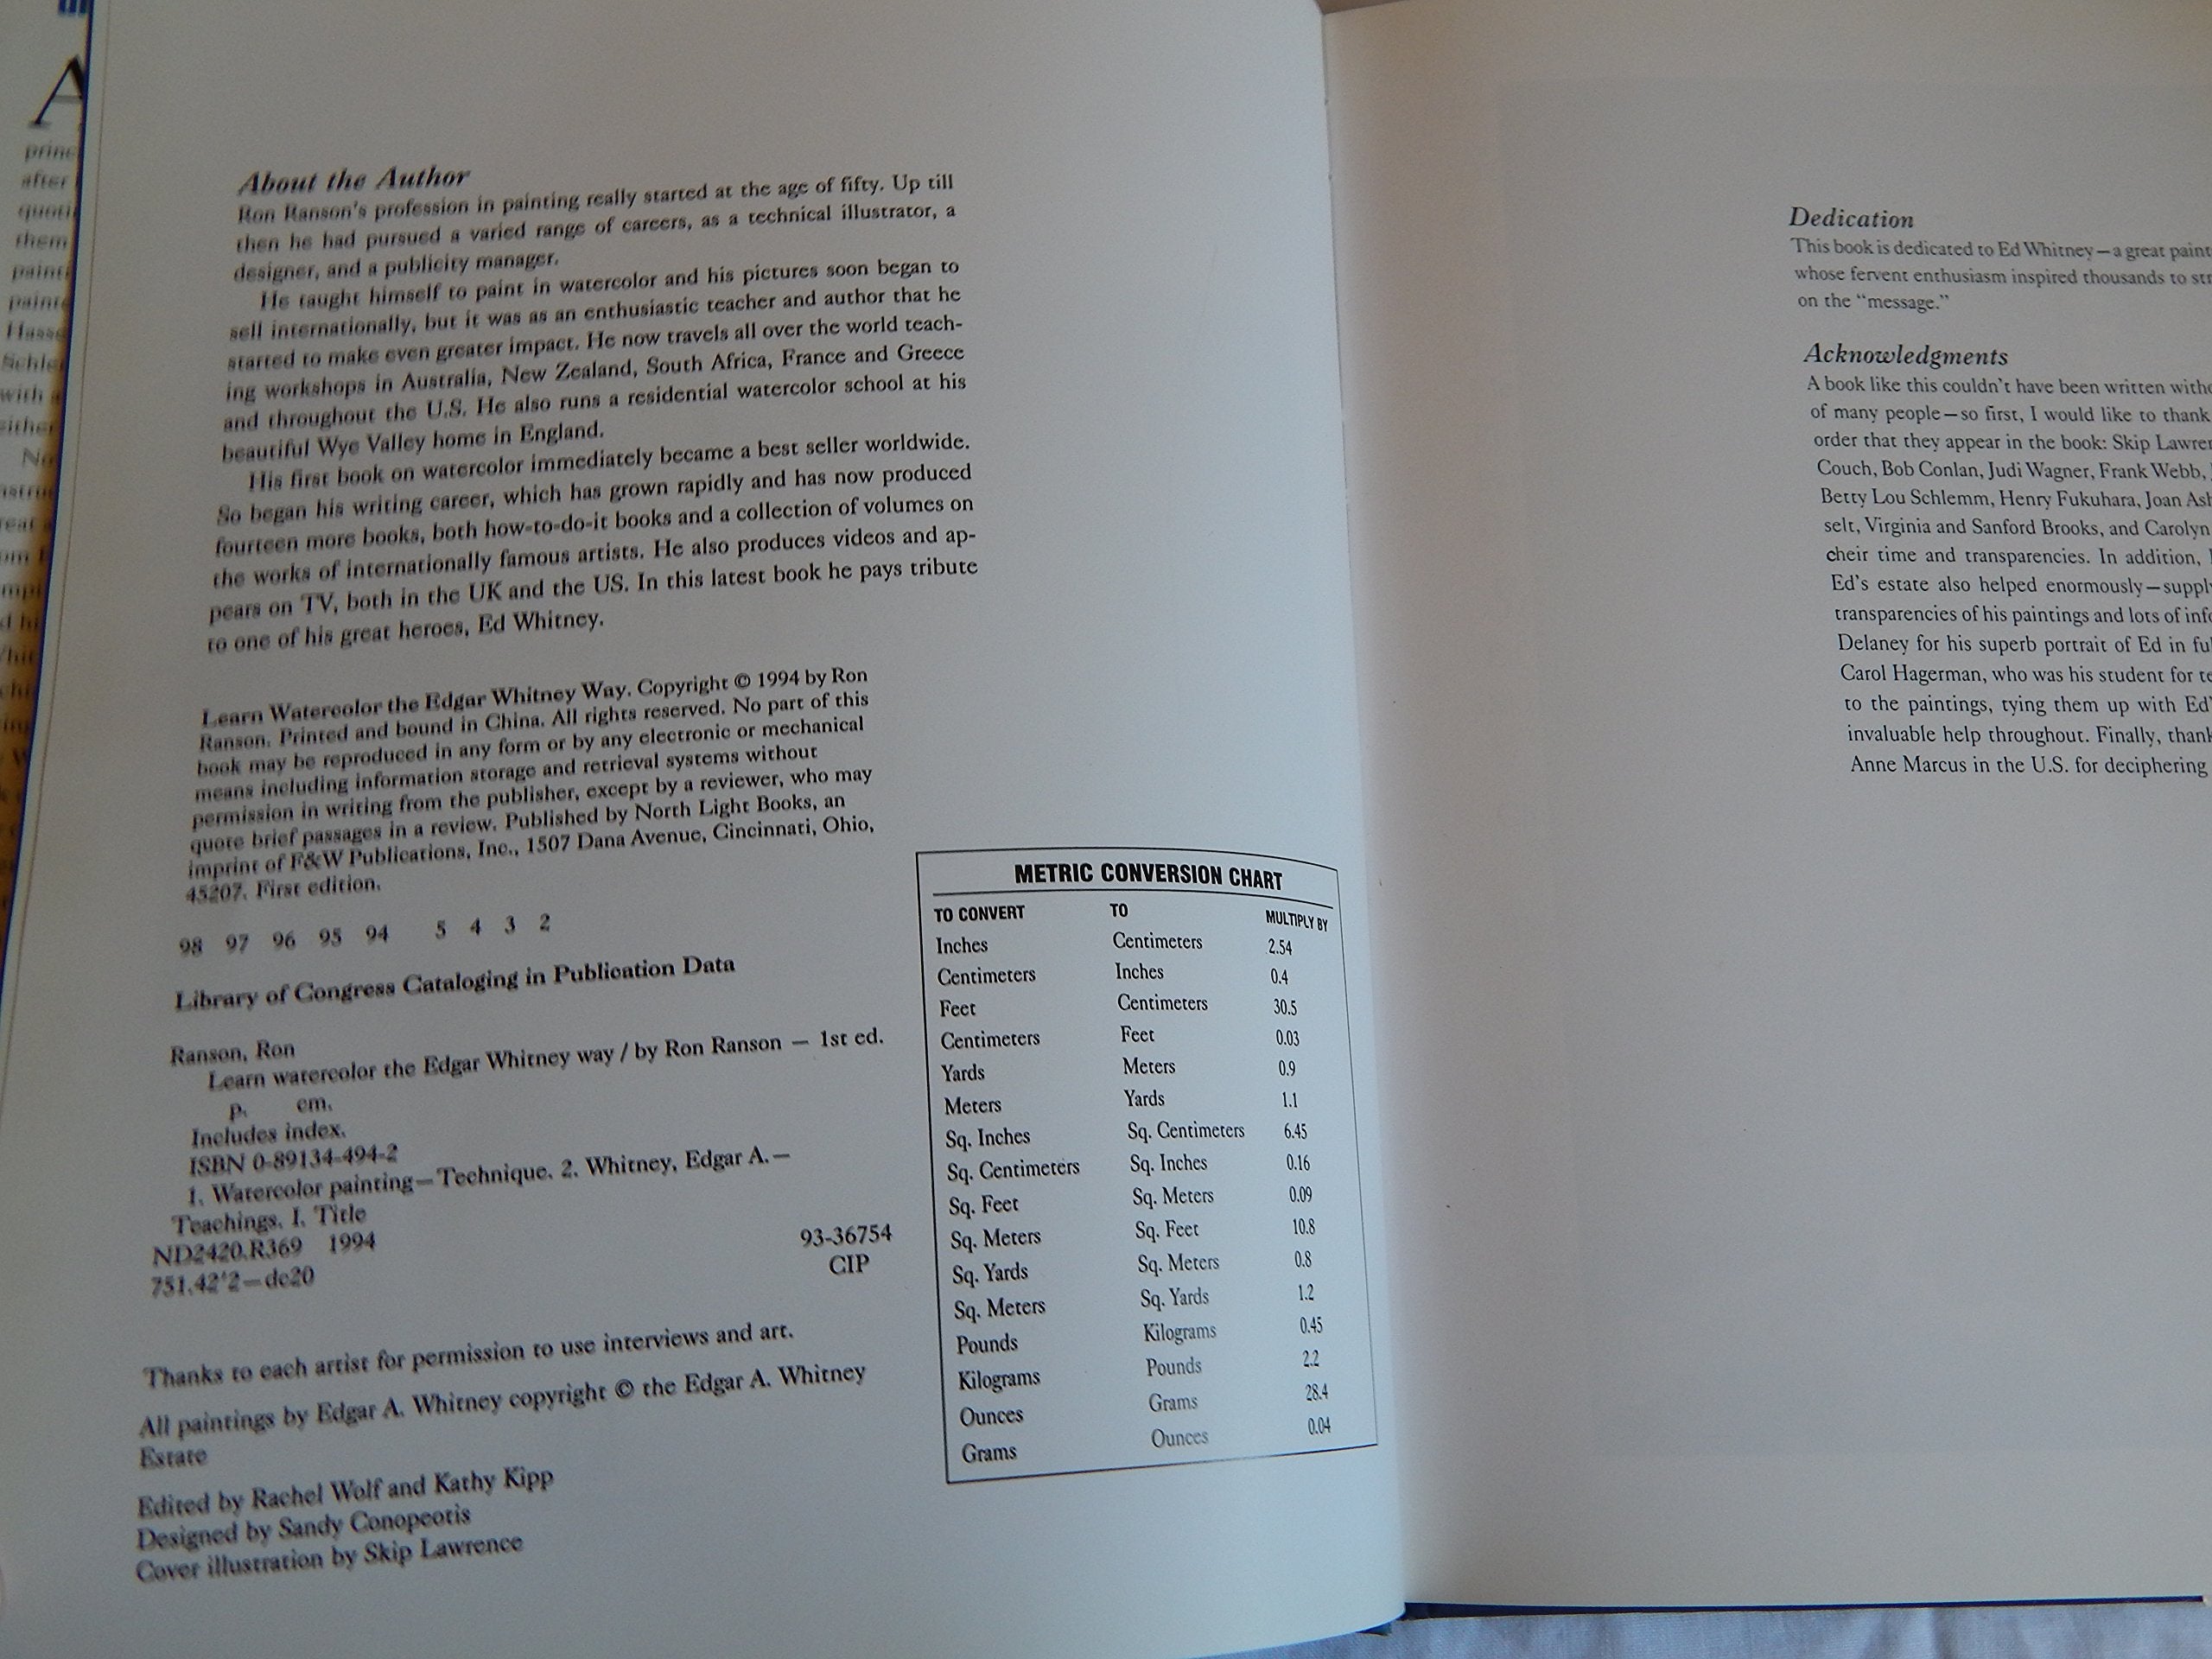 A
after
them
with
About the Author
Ron Ranson's profession in painting really started at the age of fifty. Up till
then he had pursued a varied range of careers, as a technical illustrator, a
designer, and a publicity manager.
He taught himself to paint in watercolor and his pictures soon began to
sell internationally, but it was as an enthusiastic teacher and author that he
started to make even greater impact. He now travels all over the world teach-
ing workshops in Australia, New Zealand, South Africa, France and Greece
and throughout the U.S. He also runs a residential watercolor school at his
beautiful Wye Valley home in England.
His first book on watercolor immediately became a best seller worldwide.
So began his writing career, which has grown rapidly and has now produced
fourteen more books, both how-to-do-it books and a collection of volumes on
the works of internationally famous artists. He also produces videos and ap-
pears on TV, both in the UK and the US. In this latest book he pays tribute
to one of his great heroes, Ed Whitney.
Learn Watercolor the Edgar Whitney Way. Copyright © 1994 by Ron
Ranson. Printed and bound in China. All rights reserved. No part of this
book may be reproduced in any form or by any electronic or mechanical
means including information storage and retrieval systems without
permission in writing from the publisher, except by a reviewer, who may
quote brief passages in a review. Published by North Light Books, an
imprint of F&W Publications, Inc., 1507 Dana Avenue, Cincinnati, Ohio,
45207. First edition.
98 97 96 95 94 5 4 3 2
Library of Congress Cataloging in Publication Data
Ranson, Ron
Learn watercolor the Edgar Whitney way / by Ron Ranson — 1st ed.
p. cm.
Includes index.
ISBN 0-89134-494-2
1. Watercolor painting—Technique. 2. Whitney, Edgar A.—
Teachings. I. Title
ND2420.R369 1994
93-36754
751.42'2—dc20
CIP
Thanks to each artist for permission to use interviews and art.
All paintings by Edgar A. Whitney copyright © the Edgar A. Whitney
Estate
Edited by Rachel Wolf and Kathy Kipp
Designed by Sandy Conopeotis
Cover illustration by Skip Lawrence
METRIC CONVERSION CHART
TO CONVERT TO MULTIPLY BY
Inches Centimeters 2.54
Centimeters Inches 0.4
Feet Centimeters 30.5
Centimeters Feet 0.03
Yards Meters 0.9
Meters Yards 1.1
Sq. Inches Sq. Centimeters 6.45
Sq. Centimeters Sq. Inches 0.16
Sq. Feet Sq. Meters 0.09
Sq. Meters Sq. Feet 10.8
Sq. Yards Sq. Meters 0.8
Sq. Meters Sq. Yards 1.2
Pounds Kilograms 0.45
Kilograms Pounds 2.2
Ounces Grams 28.4
Grams Ounces 0.04
Dedication
This book is dedicated to Ed Whitney—a great
whose fervent enthusiasm inspired thousands to
on the "message."
Acknowledgments
A book like this couldn't have been written
of many people—so first, I would like to thank
order that they appear in the book: Skip
Couch, Bob Conlan, Judi Wagner, Frank Webb,
Betty Lou Schlemm, Henry Fukuhara, Joan
selt, Virginia and Sanford Brooks, and Carolyn
their time and transparencies. In addition,
Ed's estate also helped enormously—
transparencies of his paintings and lots of
Delaney for his superb portrait of Ed in
Carol Hagerman, who was his student for
to the paintings, tying them up with
invaluable help throughout. Finally,
Anne Marcus in the U.S. for deciphering